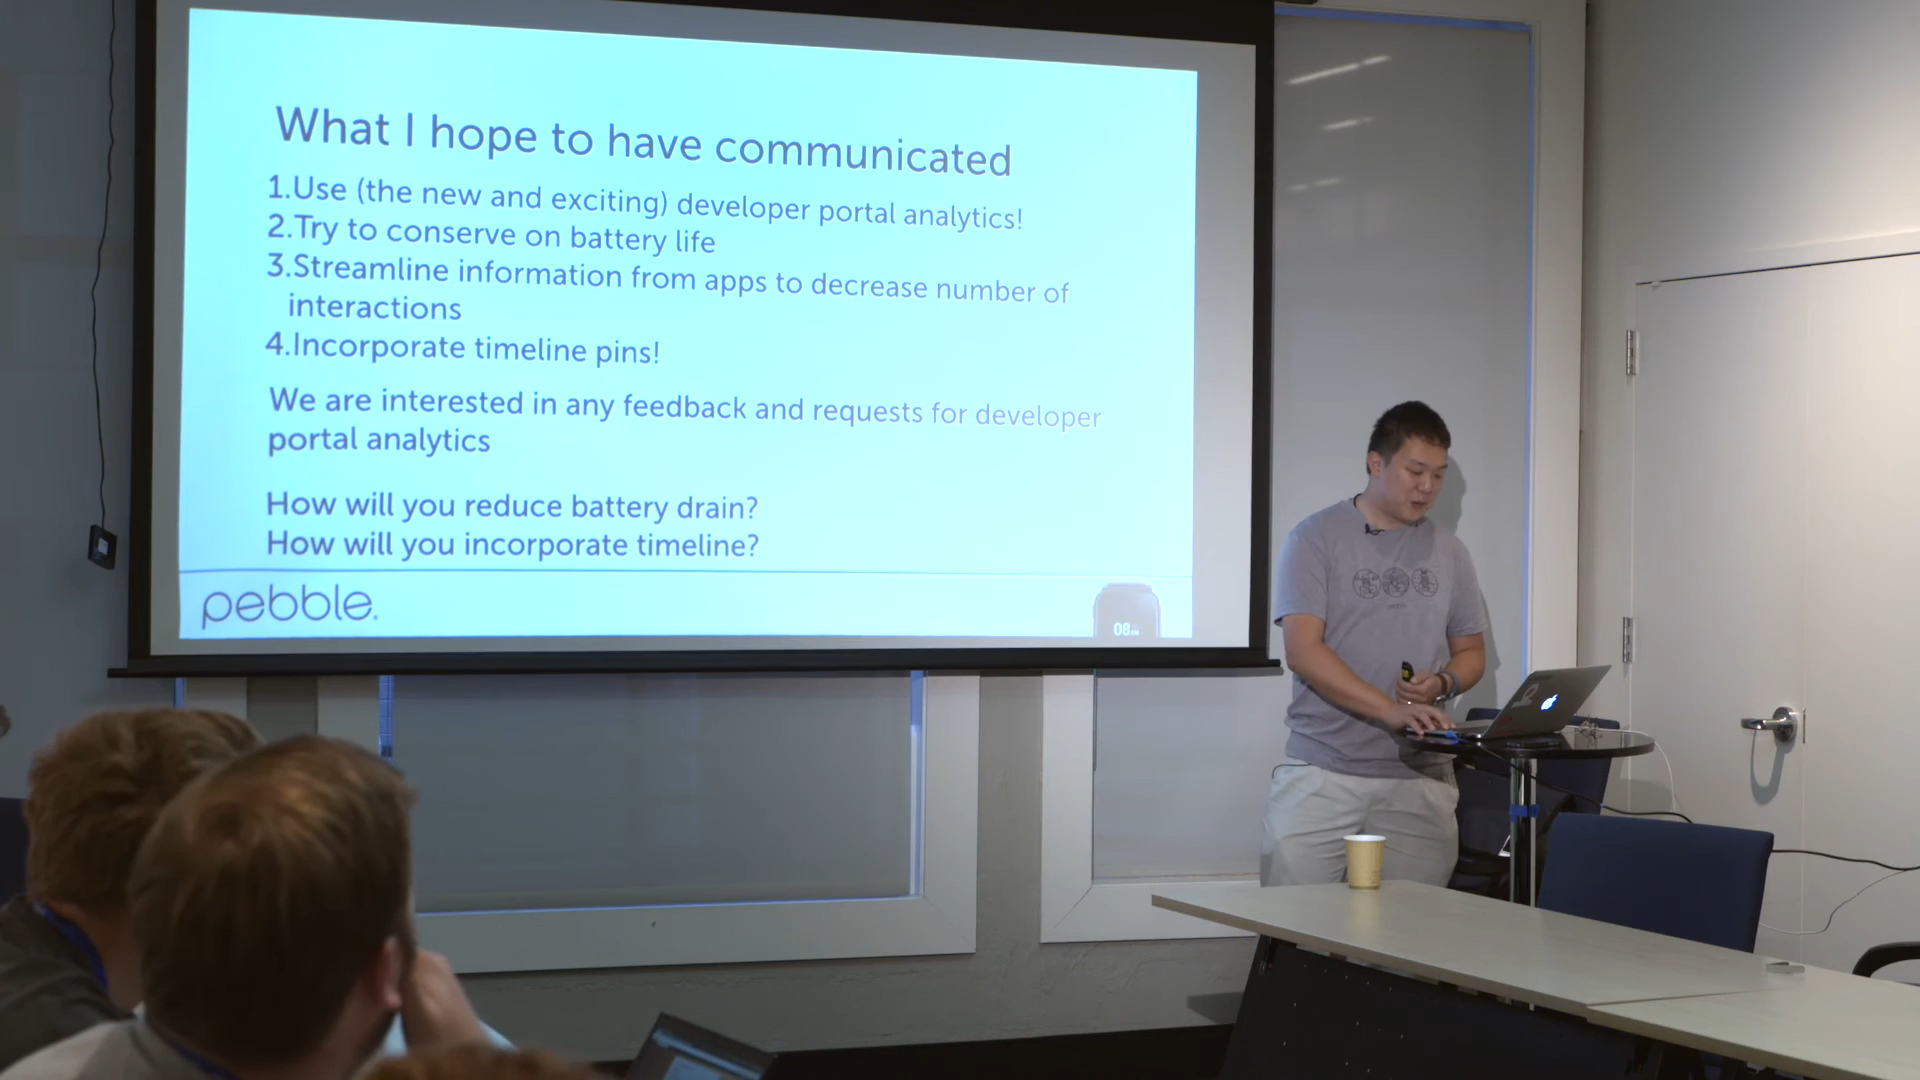 What I hope to have communicated
1.Use (the new and exciting) developer portal analytics!
2.Try to conserve on battery life
3.Streamline information from apps to decrease number of
interactions
4.Incorporate timeline pins!
We are interested in any feedback and requests for developer
portal analytics
How will you reduce battery drain?
How will you incorporate timeline?
pebble.
08